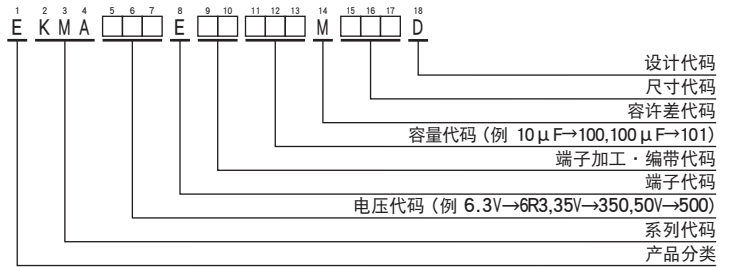 1 2 3 4 5 6 7 8 9 10 11 12 13 14 15 16 17 18
E KMA □□□ E □□ □□□ M □□□ D
设计代码
尺寸代码
容许差代码
容量代码（例 10μF→100,100μF→101）
端子加工・编带代码
端子代码
电压代码（例 6.3V→6R3,35V→350,50V→500）
系列代码
产品分类